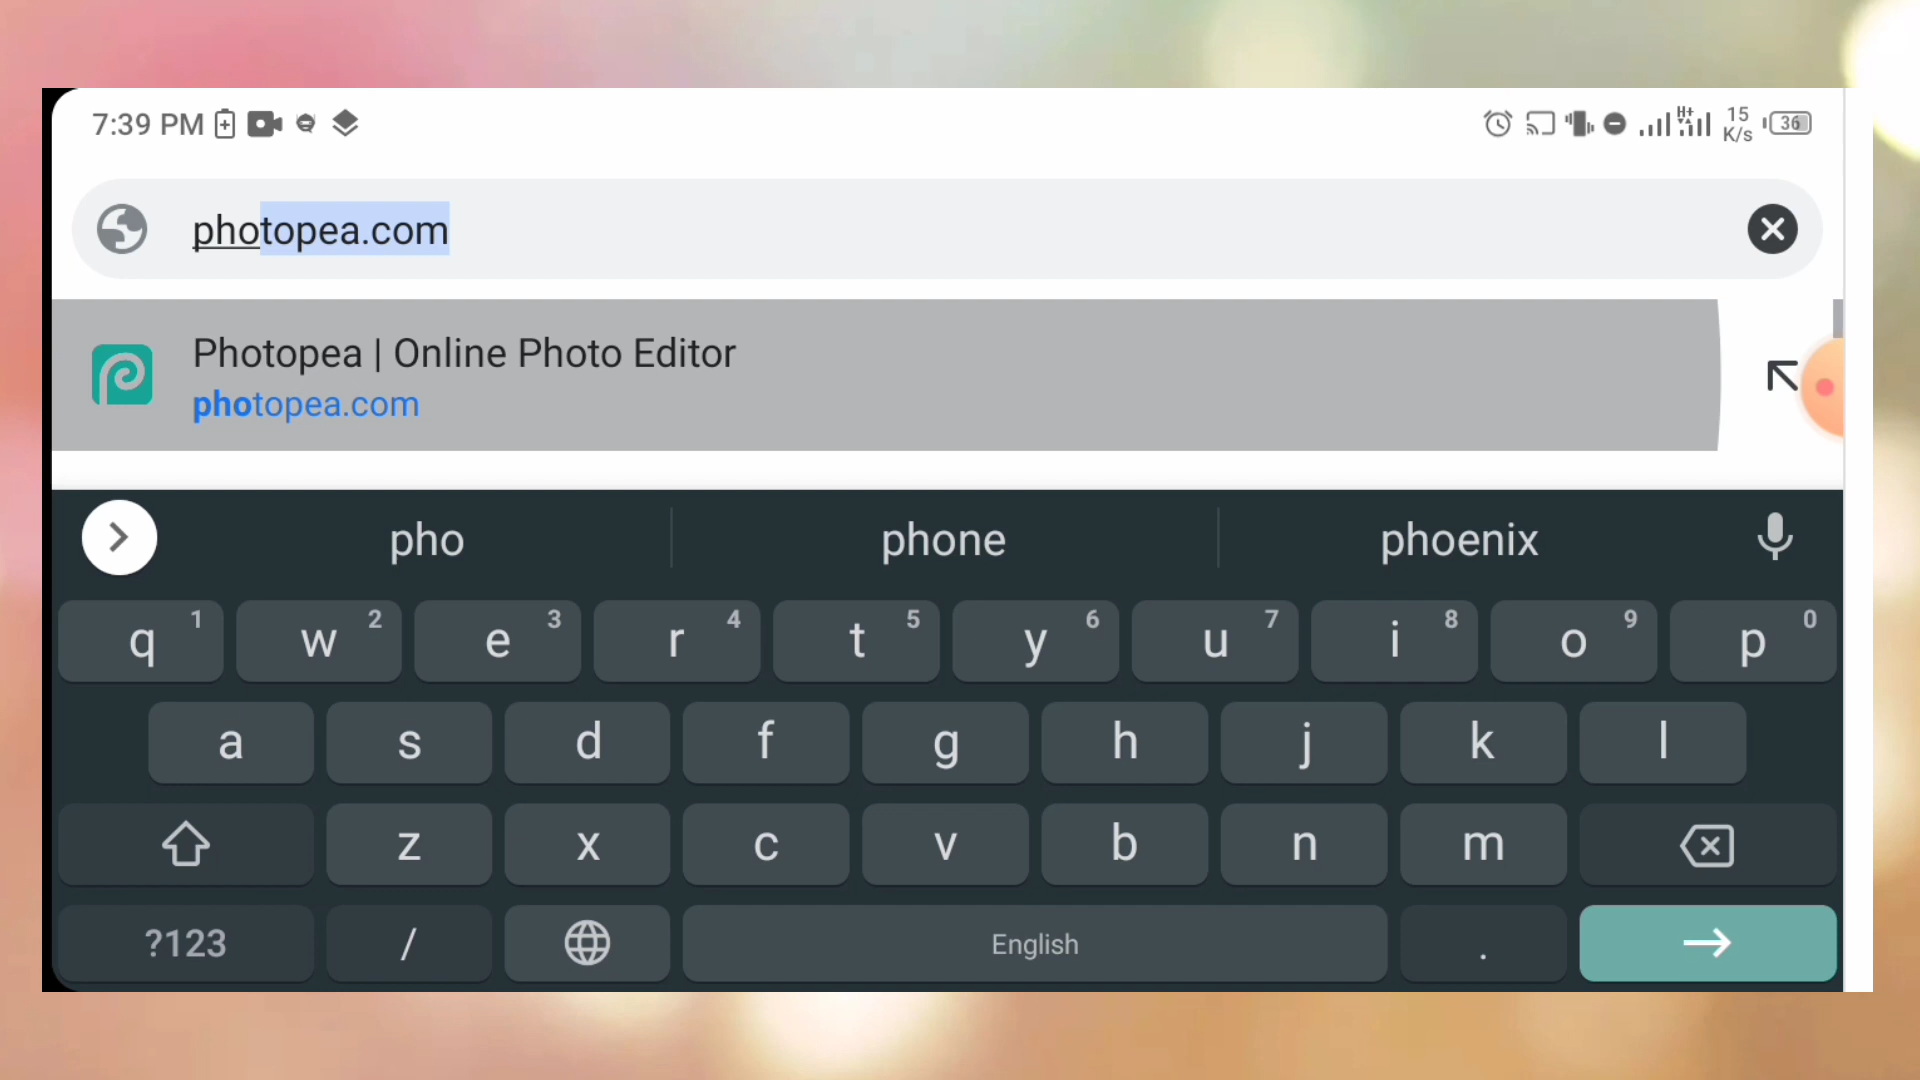 7:39 PM
H+
15
K/s
36
photopea.com
Photopea | Online Photo Editor
photopea.com
pho phone phoenix
q 1 w 2 e 3 r 4 t 5 y 6 u 7 i 8 o 9 p 0
a s d f g h j k l
z x c v b n m
?123 / English .